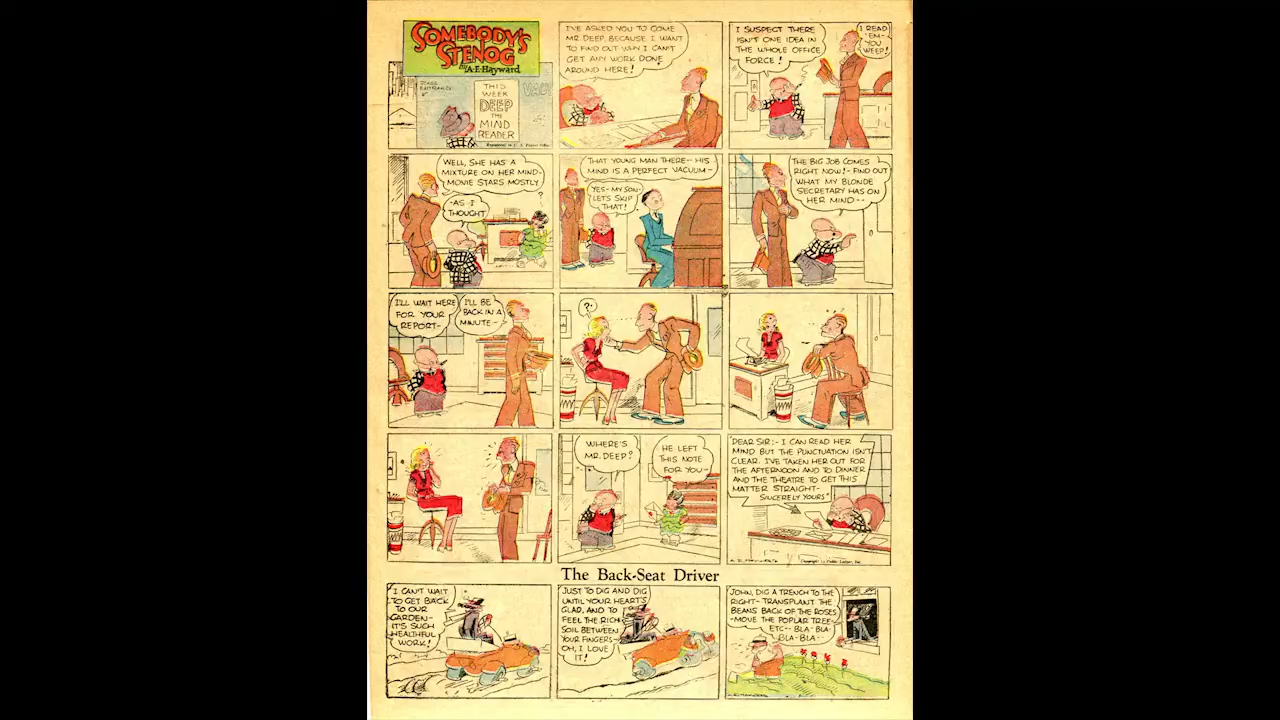 SOMEBODY'S
STENOG
By A·E·Hayward
STAGE
ENTRANCE
THIS
WEEK
DEEP
THE
MIND
READER
I'VE ASKED YOU TO COME
MR. DEEP, BECAUSE I WANT
TO FIND OUT WHY I CAN'T
GET ANY WORK DONE
AROUND HERE!
I SUSPECT THERE
ISN'T ONE IDEA IN
THE WHOLE OFFICE
FORCE!
I READ
'EM-
YOU
WEEP!
WELL, SHE HAS A
MIXTURE ON HER MIND-
MOVIE STARS MOSTLY
-AS I
THOUGHT
THAT YOUNG MAN THERE-- HIS
MIND IS A PERFECT VACUUM-
YES- MY SON-
LETS SKIP
THAT!
THE BIG JOB COMES
RIGHT NOW!- FIND OUT
WHAT MY BLONDE
SECRETARY HAS ON
HER MIND--
I'LL WAIT HERE
FOR YOUR
REPORT-
I'LL BE
BACK IN A
MINUTE-
?-
WHERE'S
MR. DEEP?
HE LEFT
THIS NOTE
FOR YOU-
"DEAR SIR:- I CAN READ HER
MIND BUT THE PUNCTUATION ISN'T
CLEAR. I'VE TAKEN HER OUT FOR
THE AFTERNOON AND TO DINNER
AND THE THEATRE TO GET THIS
MATTER STRAIGHT-
SINCERELY YOURS"
The Back-Seat Driver
I CAN'T WAIT
TO GET BACK
TO OUR
GARDEN-
IT'S SUCH
HEALTHFUL
WORK!
JUST TO DIG AND DIG
UNTIL YOUR HEART'S
GLAD, AND TO
FEEL THE RICH
SOIL BETWEEN
YOUR FINGERS-
OH, I LOVE
IT!
JOHN, DIG A TRENCH TO THE
RIGHT- TRANSPLANT THE
BEANS BACK OF THE ROSES
-MOVE THE POPLAR TREE-
ETC-- BLA-BLA-
BLA-BLA--